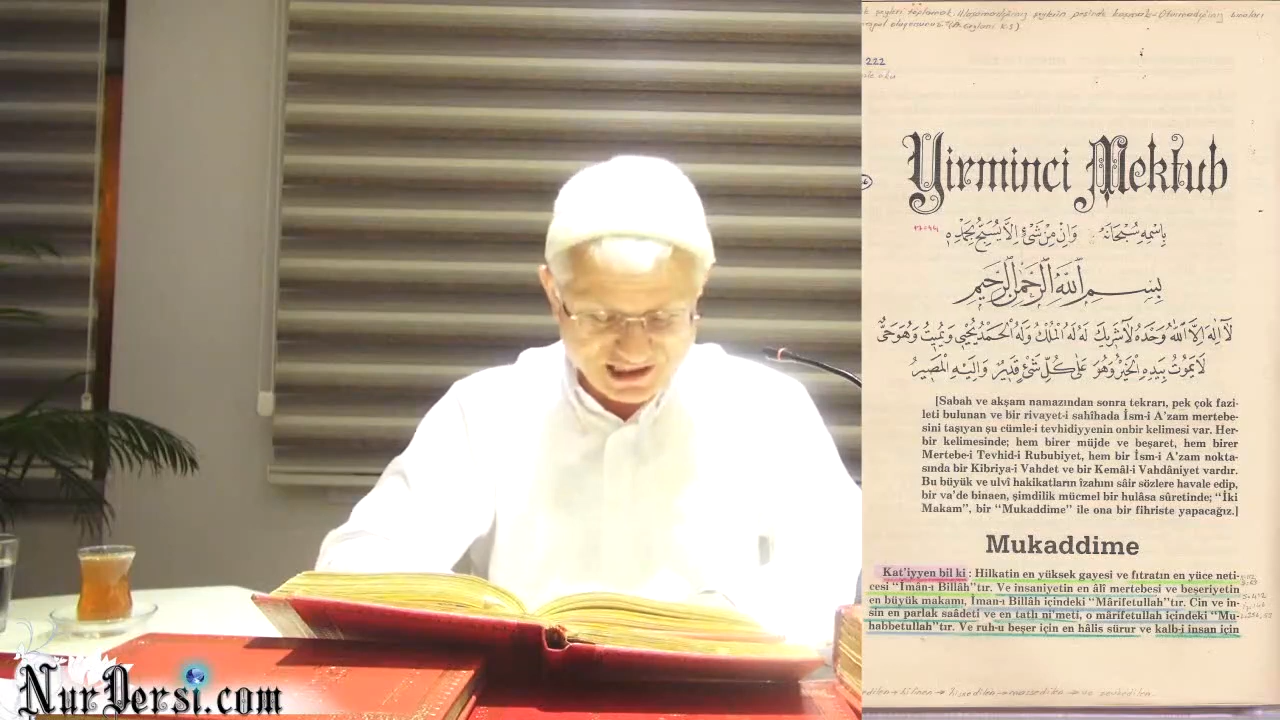 222
Yirminci Mektub
بِاسْمِهِ سُبْحَانَهُ وَاِنْ مِنْ شَيْءٍ اِلَّا يُسَبِّحُ بِحَمْدِهِ
بِسْمِ اللّٰهِ الرَّحْمٰنِ الرَّحِيمِ
لَا اِلٰهَ اِلَّا اللّٰهُ وَحْدَهُ لَا شَرِيكَ لَهُ لَهُ الْمُلْكُ وَلَهُ الْحَمْدُ يُحْيِي وَيُمِيتُ وَهُوَ حَىٌّ
لَا يَمُوتُ بِيَدِهِ الْخَيْرُ وَهُوَ عَلٰى كُلِّ شَيْءٍ قَدِيرٌ وَاِلَيْهِ الْمَصِيرُ
[Sabah ve akşam namazından sonra tekrarı, pek çok fazi-
leti bulunan ve bir rivayet-i sahîhada İsm-i A'zam mertebe-
sini taşıyan şu cümle-i tevhidiyyenin onbir kelimesi var. Her-
bir kelimesinde; hem birer müjde ve beşaret, hem birer
Mertebe-i Tevhid-i Rububiyet, hem bir İsm-i A'zam nokta-
sında bir Kibriya-i Vahdet ve bir Kemâl-i Vahdâniyet vardır.
Bu büyük ve ulvî hakikatların îzahını sâir sözlere havale edip,
bir va'de binaen, şimdilik mücmel bir hulâsa sûretinde; "İki
Makam", bir "Mukaddime" ile ona bir fihriste yapacağız.]
Mukaddime
Kat'iyyen bil ki : Hilkatin en yüksek gayesi ve fıtratın en yüce neti-
cesi "Îmân-ı Billâh"tır. Ve insaniyetin en âlî mertebesi ve beşeriyetin
en büyük makamı, Îman-ı Billâh içindeki "Mârifetullah"tır. Cin ve in-
sin en parlak saâdeti ve en tatlı ni'meti, o mârifetullah içindeki "Mu-
habbetullah"tır. Ve ruh-u beşer için en hâlis sürur ve kalb-i insan için
NurDersi.com